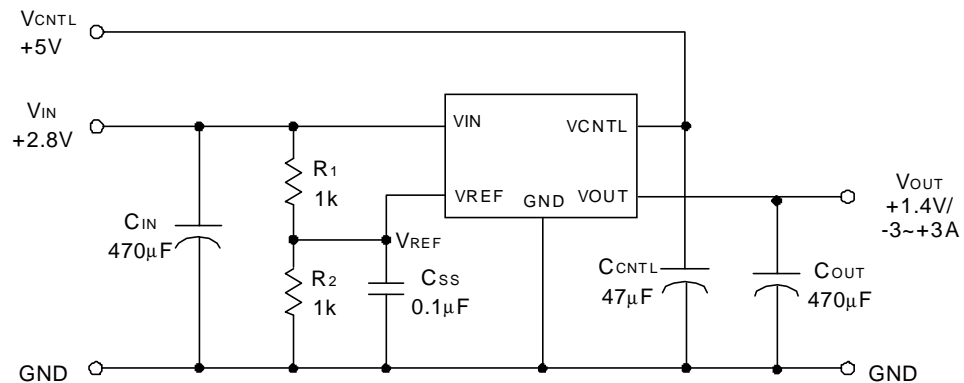 VCNTL
+5V
VIN
+2.8V
VIN
VCNTL
R1
1k
VREF
GND
VOUT
VOUT
+1.4V/
-3~+3A
CIN
470μF
VREF
R2
1k
CSS
0.1μF
CCNTL
47μF
COUT
470μF
GND
GND